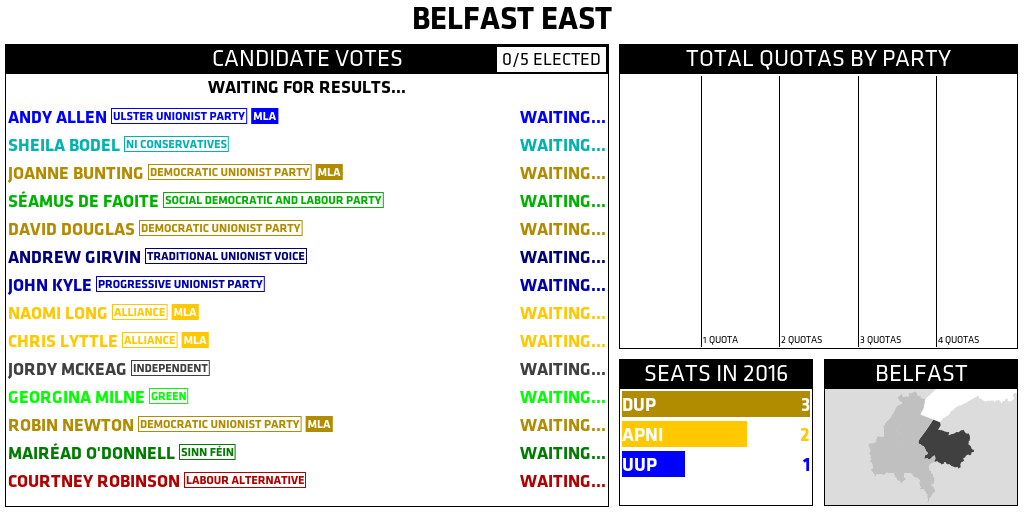 BELFAST EAST
CANDIDATE VOTES 0/5 ELECTED
WAITING FOR RESULTS...
ANDY ALLEN ULSTER UNIONIST PARTY MLA WAITING...
SHEILA BODEL NI CONSERVATIVES WAITING...
JOANNE BUNTING DEMOCRATIC UNIONIST PARTY MLA WAITING...
SÉAMUS DE FAOITE SOCIAL DEMOCRATIC AND LABOUR PARTY WAITING...
DAVID DOUGLAS DEMOCRATIC UNIONIST PARTY WAITING...
ANDREW GIRVIN TRADITIONAL UNIONIST VOICE WAITING...
JOHN KYLE PROGRESSIVE UNIONIST PARTY WAITING...
NAOMI LONG ALLIANCE MLA WAITING...
CHRIS LYTTLE ALLIANCE MLA WAITING...
JORDY MCKEAG INDEPENDENT WAITING...
GEORGINA MILNE GREEN WAITING...
ROBIN NEWTON DEMOCRATIC UNIONIST PARTY MLA WAITING...
MAIRÉAD O'DONNELL SINN FÉIN WAITING...
COURTNEY ROBINSON LABOUR ALTERNATIVE WAITING...
TOTAL QUOTAS BY PARTY
1 QUOTA 2 QUOTAS 3 QUOTAS 4 QUOTAS
SEATS IN 2016
DUP 3
APNI 2
UUP 1
BELFAST